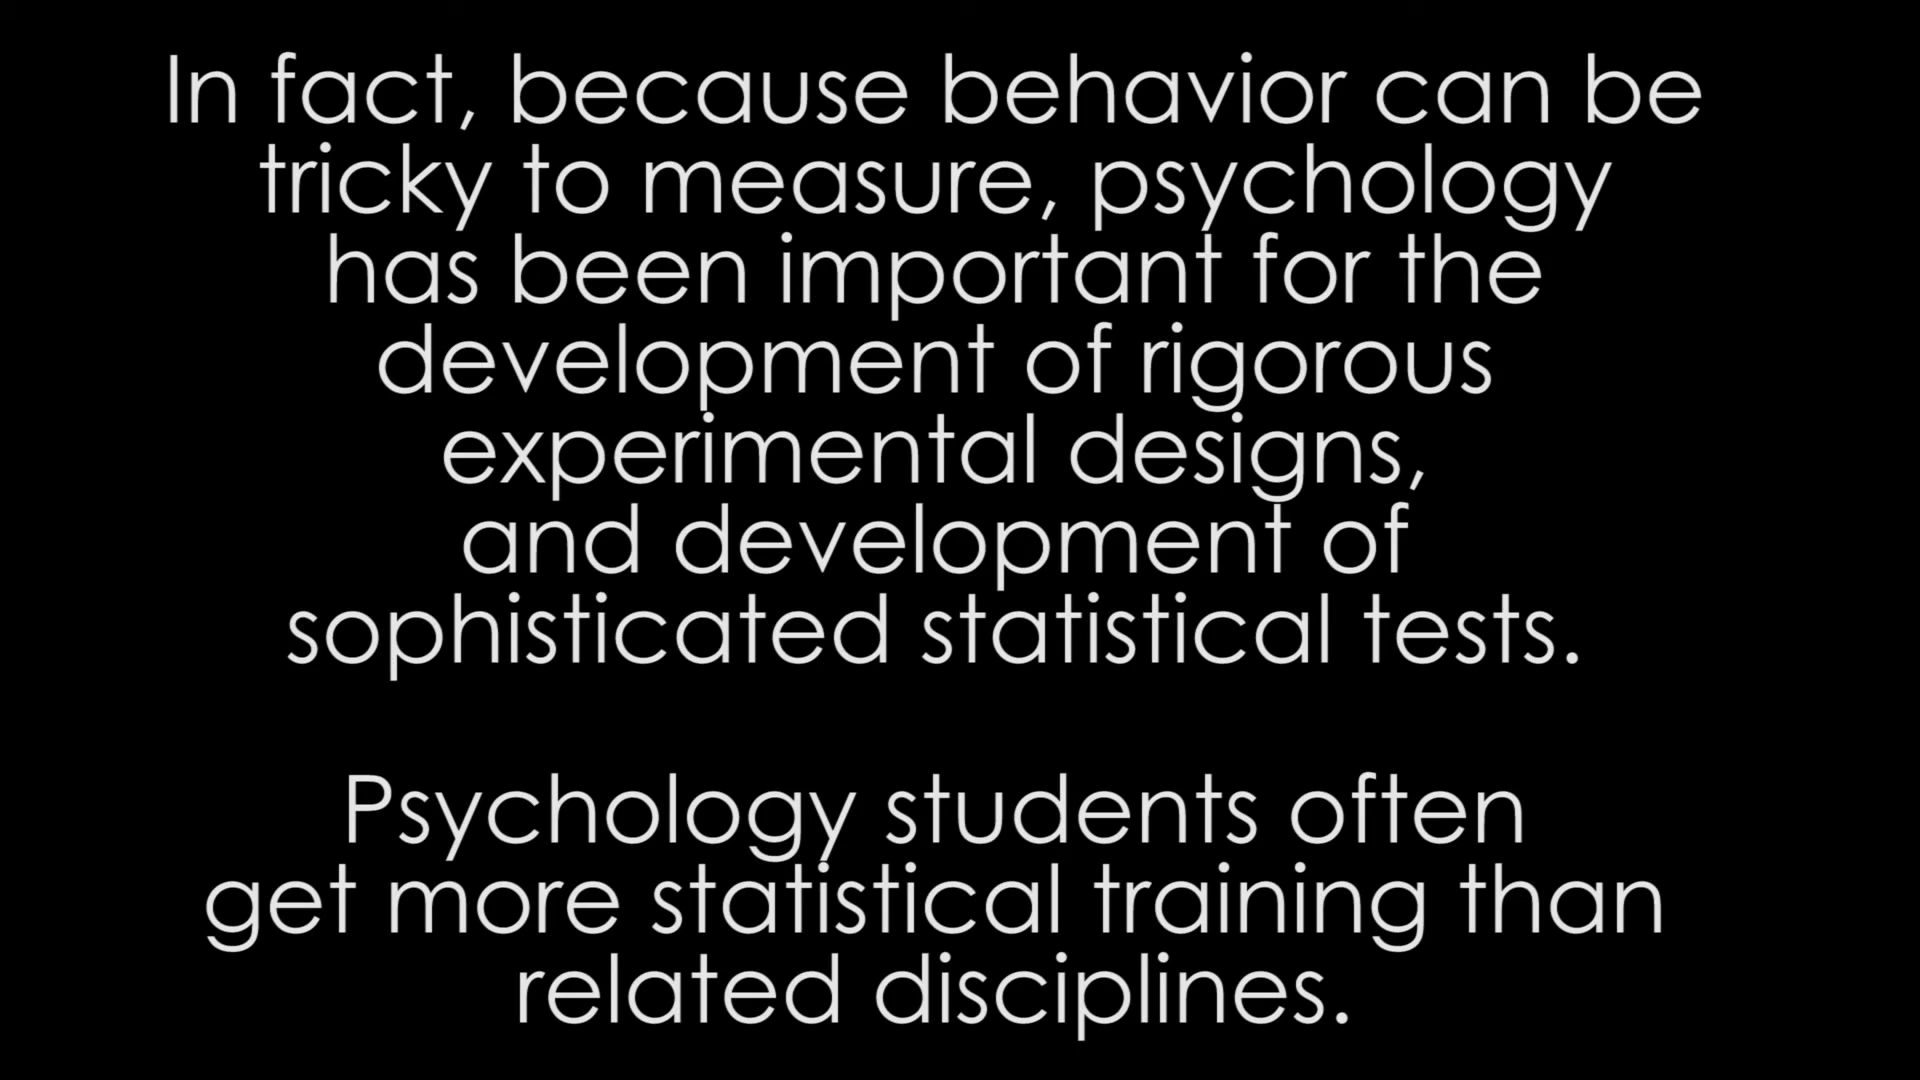 In fact, because behavior can be
tricky to measure, psychology
has been important for the
development of rigorous
experimental designs,
and development of
sophisticated statistical tests.
Psychology students often
get more statistical training than
related disciplines.